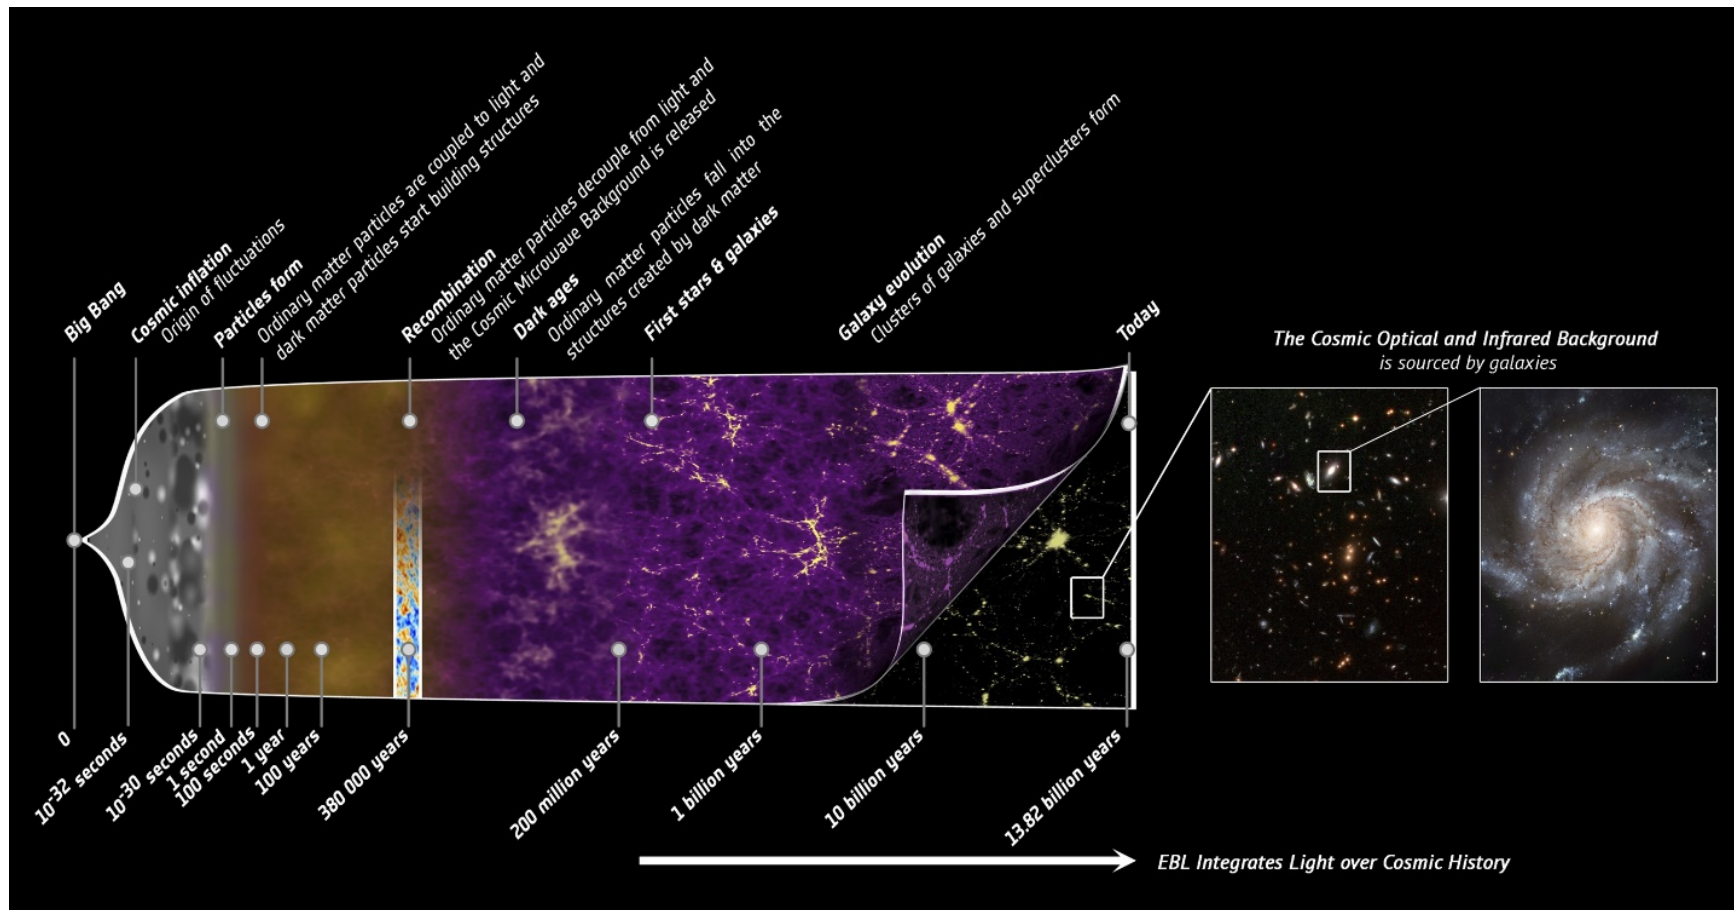 Big Bang
Cosmic inflation
Origin of fluctuations
Particles form
Ordinary matter particles are coupled to light and
dark matter particles start building structures
Recombination
Ordinary matter particles decouple from light and
the Cosmic Microwave Background is released
Dark ages
Ordinary matter particles fall into the
structures created by dark matter
First stars & galaxies
Galaxy evolution
Clusters of galaxies and superclusters form
Today
The Cosmic Optical and Infrared Background
is sourced by galaxies
0
10-32 seconds
10-30 seconds
1 second
100 seconds
1 year
100 years
380 000 years
200 million years
1 billion years
10 billion years
13.82 billion years
EBL Integrates Light over Cosmic History